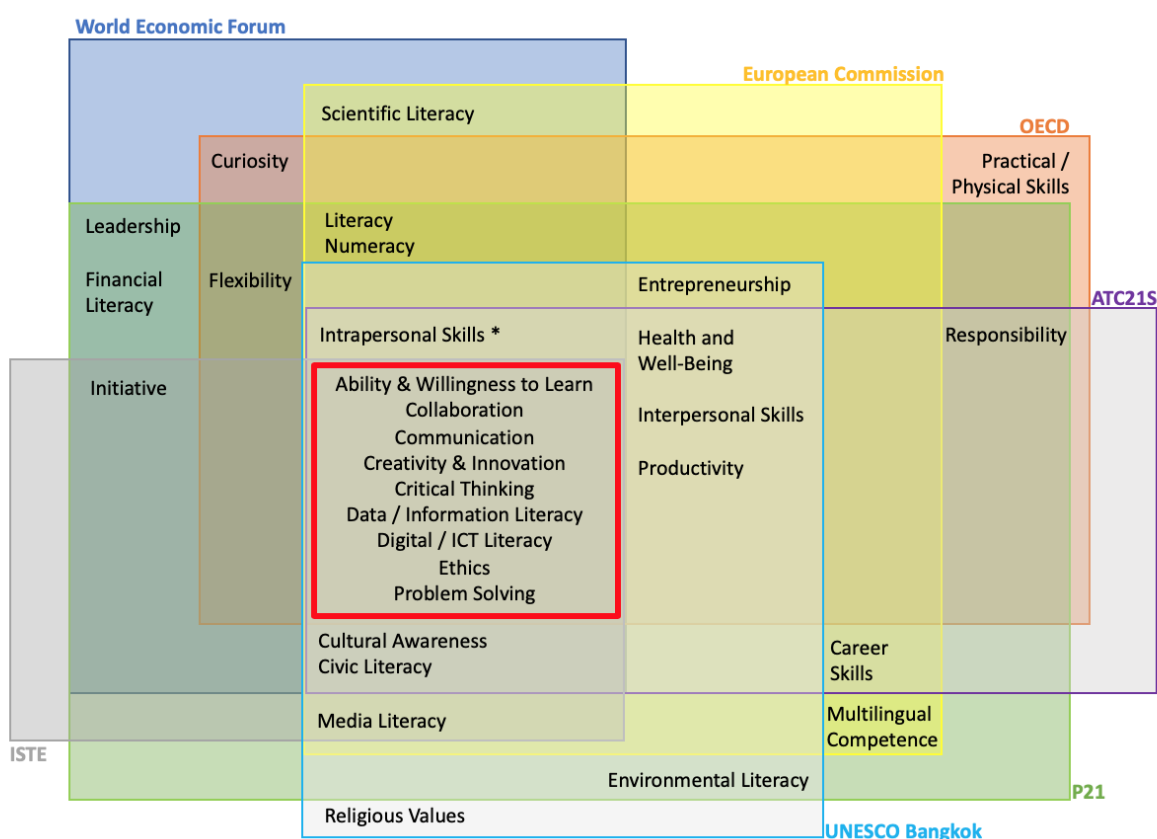 World Economic Forum
European Commission
Scientific Literacy
OECD
Curiosity
Practical /
Physical Skills
Leadership
Literacy
Numeracy
Financial
Literacy
Flexibility
Entrepreneurship
ATC21S
Intrapersonal Skills *
Health and
Well-Being
Responsibility
Initiative
Ability & Willingness to Learn
Collaboration
Communication
Creativity & Innovation
Critical Thinking
Data / Information Literacy
Digital / ICT Literacy
Ethics
Problem Solving
Interpersonal Skills
Productivity
Cultural Awareness
Civic Literacy
Career
Skills
Media Literacy
Multilingual
Competence
ISTE
Environmental Literacy
P21
Religious Values
UNESCO Bangkok